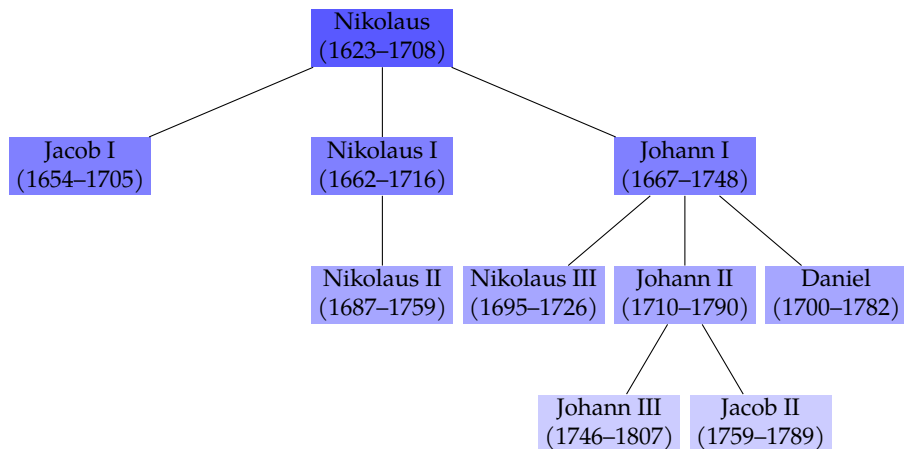 Nikolaus
(1623–1708)
Jacob I
(1654–1705)
Nikolaus I
(1662–1716)
Johann I
(1667–1748)
Nikolaus II
(1687–1759)
Nikolaus III
(1695–1726)
Johann II
(1710–1790)
Daniel
(1700–1782)
Johann III
(1746–1807)
Jacob II
(1759–1789)